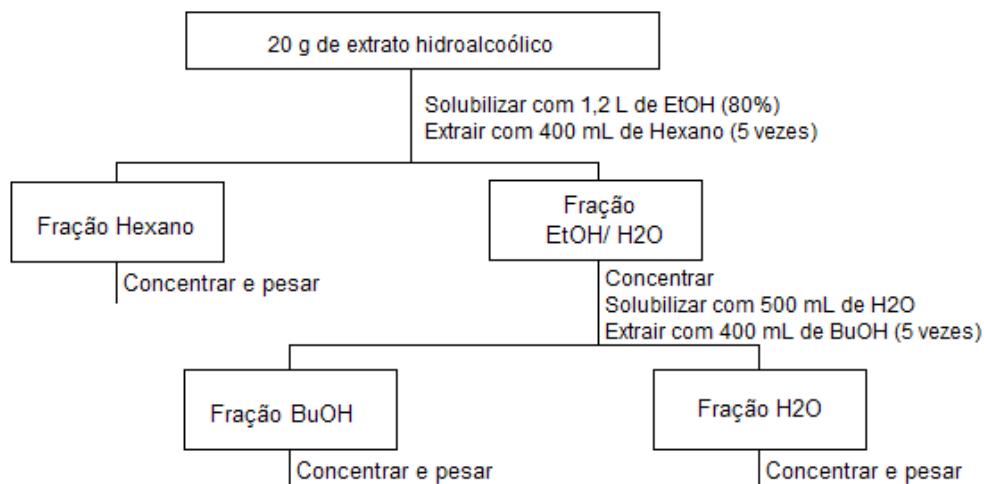 20 g de extrato hidroalcoólico
Solubilizar com 1,2 L de EtOH (80%)
Extrair com 400 mL de Hexano (5 vezes)
Fração Hexano
Fração
EtOH/ H2O
Concentrar e pesar
Concentrar
Solubilizar com 500 mL de H2O
Extrair com 400 mL de BuOH (5 vezes)
Fração BuOH
Fração H2O
Concentrar e pesar
Concentrar e pesar